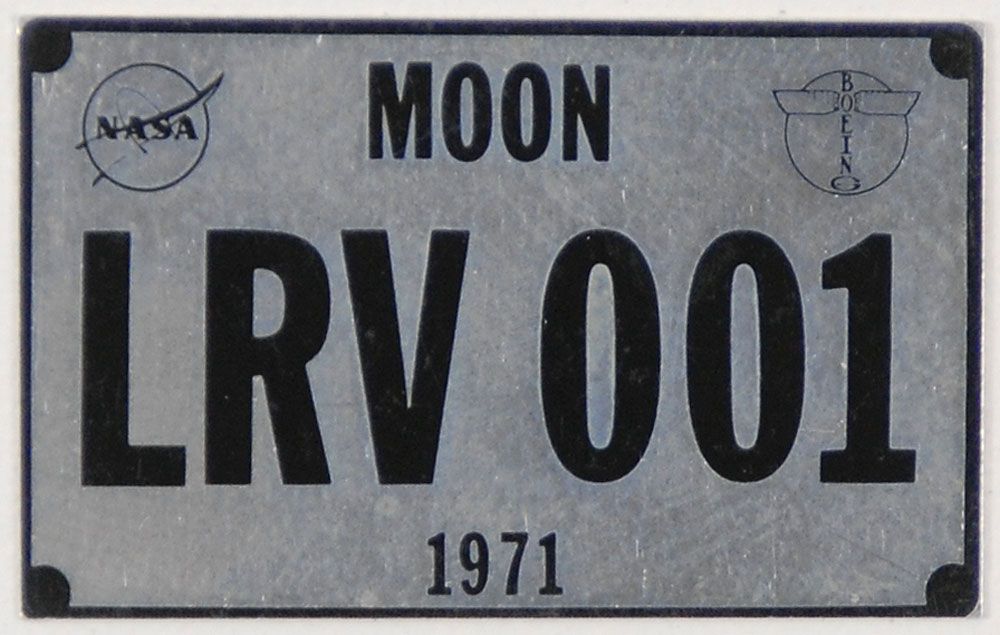 MOON
NASA
BOEING
LRV 001
1971